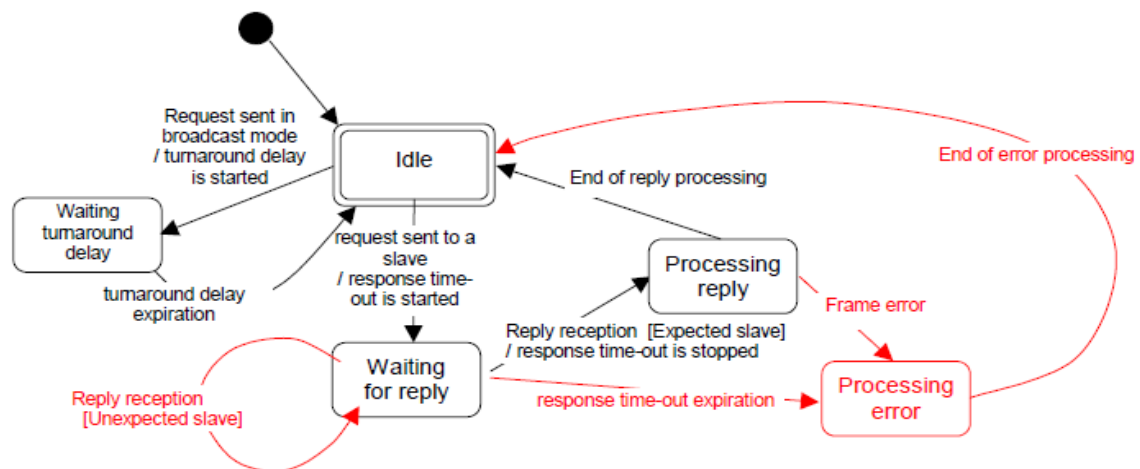 Request sent in
broadcast mode
/ turnaround delay
is started
Idle
End of error processing
End of reply processing
Waiting
turnaround
delay
request sent to a
slave
/ response time-
out is started
Processing
reply
turnaround delay
expiration
Frame error
Reply reception [Expected slave]
/ response time-out is stopped
Waiting
for reply
Processing
error
Reply reception
[Unexpected slave]
response time-out expiration